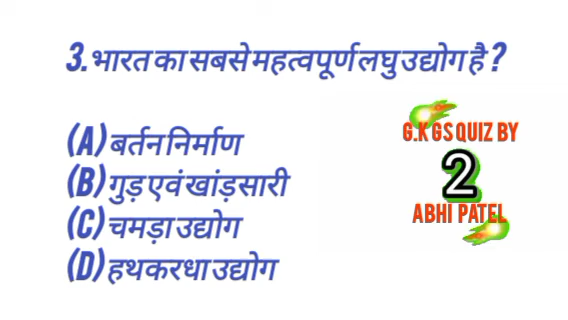 3. भारत का सबसे महत्वपूर्ण लघु उद्योग है ?
(A) बर्तन निर्माण
(B) गुड़ एवं खांड़सारी
(C) चमड़ा उद्योग
(D) हथकरधा उद्योग
G.K GS QUIZ BY
2
ABHI PATEL